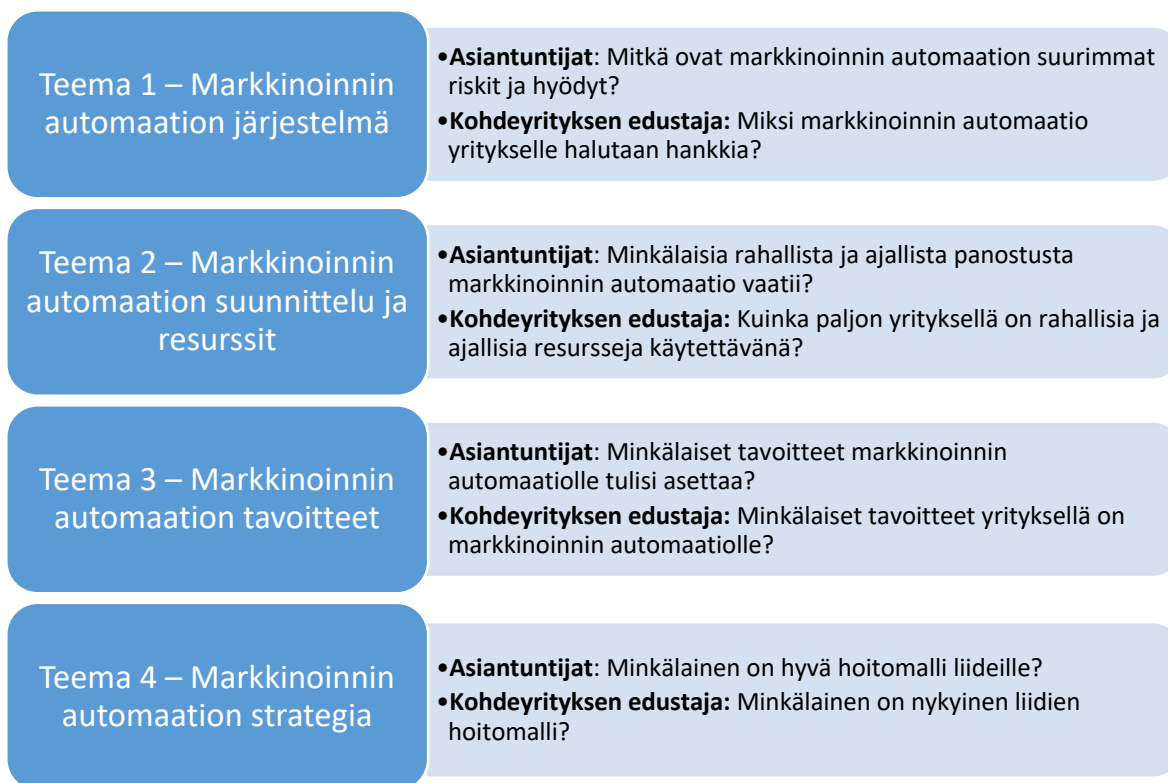 Teema 1 – Markkinoinnin
automaation järjestelmä
•Asiantuntijat: Mitkä ovat markkinoinnin automaation suurimmat
riskit ja hyödyt?
•Kohdeyrityksen edustaja: Miksi markkinoinnin automaatio
yritykselle halutaan hankkia?
Teema 2 – Markkinoinnin
automaation suunnittelu ja
resurssit
•Asiantuntijat: Minkälaisia rahallista ja ajallista panostusta
markkinoinnin automaatio vaatii?
•Kohdeyrityksen edustaja: Kuinka paljon yrityksellä on rahallisia ja
ajallisia resursseja käytettävänä?
Teema 3 – Markkinoinnin
automaation tavoitteet
•Asiantuntijat: Minkälaiset tavoitteet markkinoinnin
automaatiolle tulisi asettaa?
•Kohdeyrityksen edustaja: Minkälaiset tavoitteet yrityksellä on
markkinoinnin automaatiolle?
Teema 4 – Markkinoinnin
automaation strategia
•Asiantuntijat: Minkälainen on hyvä hoitomalli liideille?
•Kohdeyrityksen edustaja: Minkälainen on nykyinen liidien
hoitomalli?